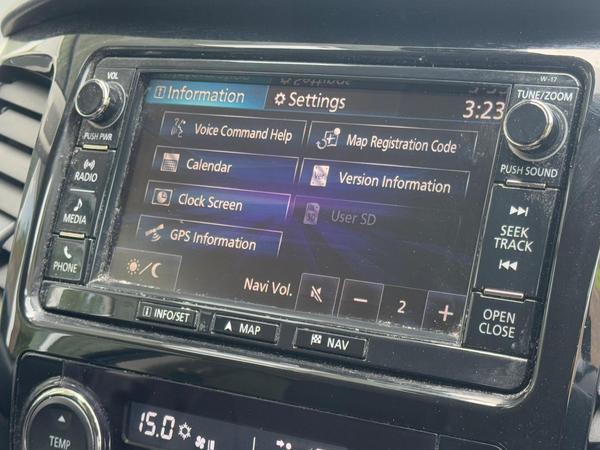 VOL
W-17
TUNE/ZOOM
Information
Settings
3:23
PUSH PWR
PUSH SOUND
Voice Command Help
Map Registration Code
RADIO
Calendar
Version Information
MEDIA
Clock Screen
User SD
SEEK
TRACK
GPS Information
PHONE
Navi Vol.
2
OPEN
CLOSE
INFO/SET
MAP
NAV
TEMP
15.0